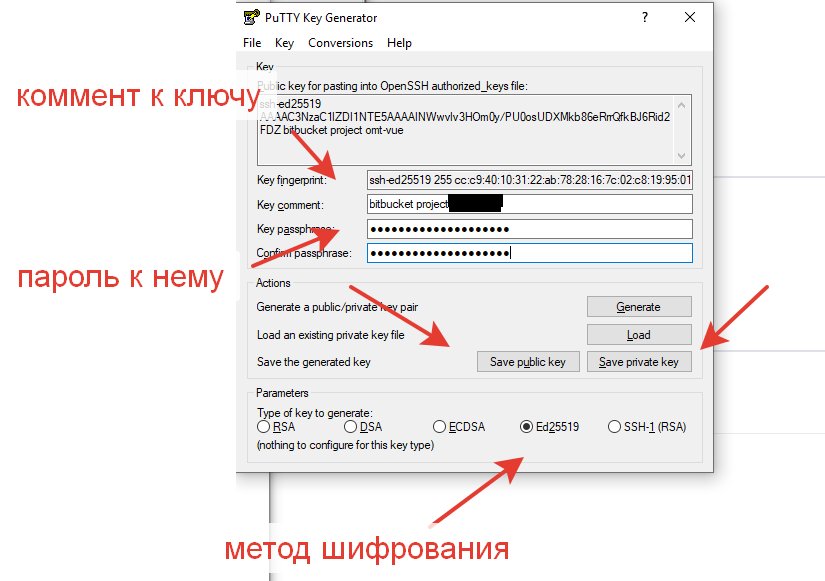 PuTTY Key Generator
File Key Conversions Help
Key
Public key for pasting into OpenSSH authorized_keys file:
коммент к ключу
ssh-ed25519
AAAAC3NzaC1lZDI1NTE5AAAAINWwvIv3HOm0y/PU0osUDXMkb86eRrrQfkBJ6Rid2
FDZ bitbucket project omt-vue
Key fingerprint: ssh-ed25519 255 cc:c9:40:10:31:22:ab:78:28:16:7c:02:c8:19:95:01
Key comment: bitbucket project
Key passphrase:
Confirm passphrase:
пароль к нему
Actions
Generate a public/private key pair Generate
Load an existing private key file Load
Save the generated key Save public key Save private key
Parameters
Type of key to generate:
RSA DSA ECDSA Ed25519 SSH-1 (RSA)
(nothing to configure for this key type)
метод шифрования